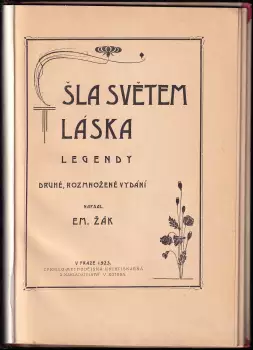 ŠLA SVĚTEM
LÁSKA
LEGENDY
DRUHÉ, ROZMNOŽENÉ VYDÁNÍ
NAPSAL
EM. ŽÁK
V PRAZE 1923.